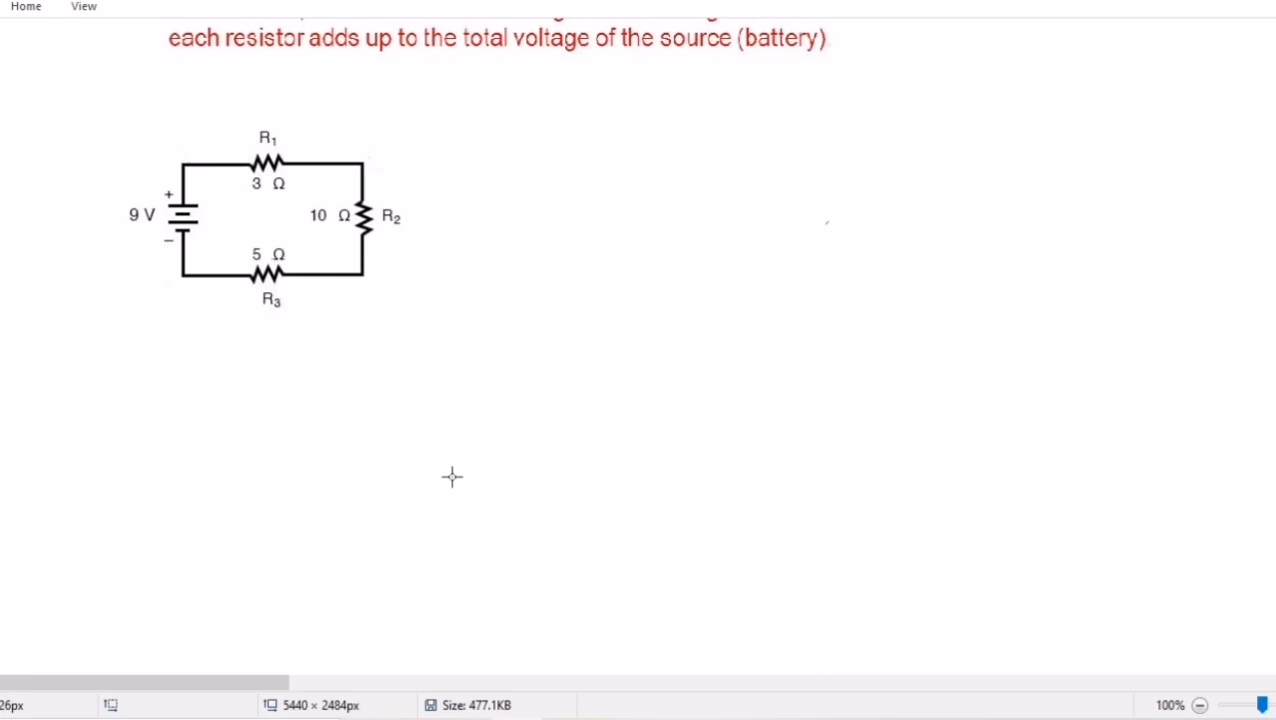 Home View
each resistor adds up to the total voltage of the source (battery)
R₁
3 Ω
+
9 V
10 Ω R₂
−
5 Ω
R₃
26px 5440 × 2484px Size: 477.1KB 100%